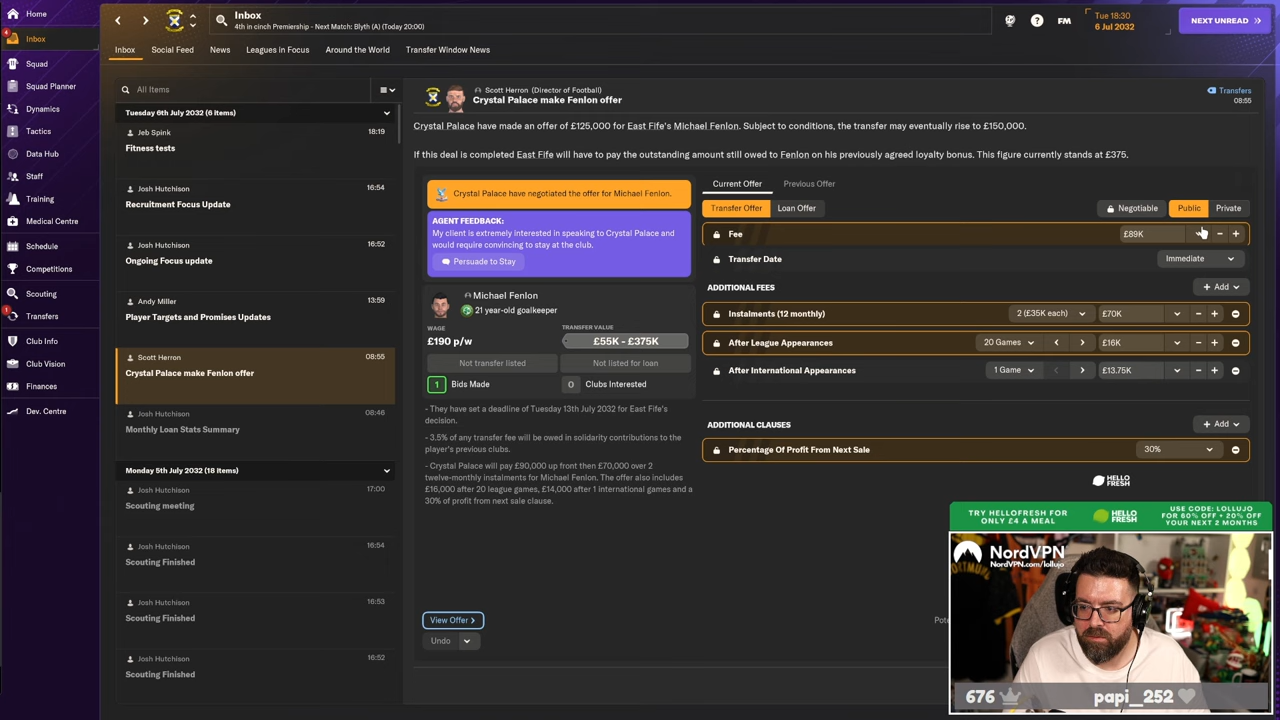 Home
4
Inbox
Squad
Squad Planner
Dynamics
Tactics
Data Hub
Staff
Training
Medical Centre
Schedule
Competitions
Scouting
1
Transfers
Club Info
Club Vision
Finances
Dev. Centre
Inbox
4th in cinch Premiership - Next Match: Blyth (A) (Today 20:00)
FM
Tue 18:30
6 Jul 2032
NEXT UNREAD
Inbox
Social Feed
News
Leagues in Focus
Around the World
Transfer Window News
All Items
Tuesday 6th July 2032 (6 items)
Jeb Spink
18:19
Fitness tests
Josh Hutchison
16:54
Recruitment Focus Update
Josh Hutchison
16:52
Ongoing Focus update
Andy Miller
13:59
Player Targets and Promises Updates
Scott Herron
08:55
Crystal Palace make Fenlon offer
Josh Hutchison
08:46
Monthly Loan Stats Summary
Monday 5th July 2032 (18 items)
Josh Hutchison
17:00
Scouting meeting
Josh Hutchison
16:54
Scouting Finished
Josh Hutchison
16:53
Scouting Finished
Josh Hutchison
16:52
Scouting Finished
Scott Herron (Director of Football)
Crystal Palace make Fenlon offer
Transfers
08:55
Crystal Palace have made an offer of £125,000 for East Fife's Michael Fenlon. Subject to conditions, the transfer may eventually rise to £150,000.
If this deal is completed East Fife will have to pay the outstanding amount still owed to Fenlon on his previously agreed loyalty bonus. This figure currently stands at £375.
Crystal Palace have negotiated the offer for Michael Fenlon.
AGENT FEEDBACK:
My client is extremely interested in speaking to Crystal Palace and
would require convincing to stay at the club.
Persuade to Stay
Michael Fenlon
21 year-old goalkeeper
WAGE
TRANSFER VALUE
£190 p/w
£55K - £375K
Not transfer listed
Not listed for loan
1
Bids Made
0
Clubs Interested
- They have set a deadline of Tuesday 13th July 2032 for East Fife's
decision.
- 3.5% of any transfer fee will be owed in solidarity contributions to the
player's previous clubs.
- Crystal Palace will pay £90,000 up front then £70,000 over 2
twelve-monthly instalments for Michael Fenlon. The offer also includes
£16,000 after 20 league games, £14,000 after 1 international games and a
30% of profit from next sale clause.
View Offer
Undo
Current Offer
Previous Offer
Transfer Offer
Loan Offer
Negotiable
Public
Private
Fee
£89K
Transfer Date
Immediate
ADDITIONAL FEES
Add
Instalments (12 monthly)
2 (£35K each)
£70K
After League Appearances
20 Games
£16K
After International Appearances
1 Game
£13.75K
ADDITIONAL CLAUSES
Add
Percentage Of Profit From Next Sale
30%
HELLO
FRESH
TRY HELLOFRESH FOR
ONLY £4 A MEAL
HELLO
FRESH
USE CODE: LOLLUJO
FOR 60% OFF + 20% OFF
YOUR NEXT 2 MONTHS
NordVPN
NordVPN.com/lollujo
676
papi__252